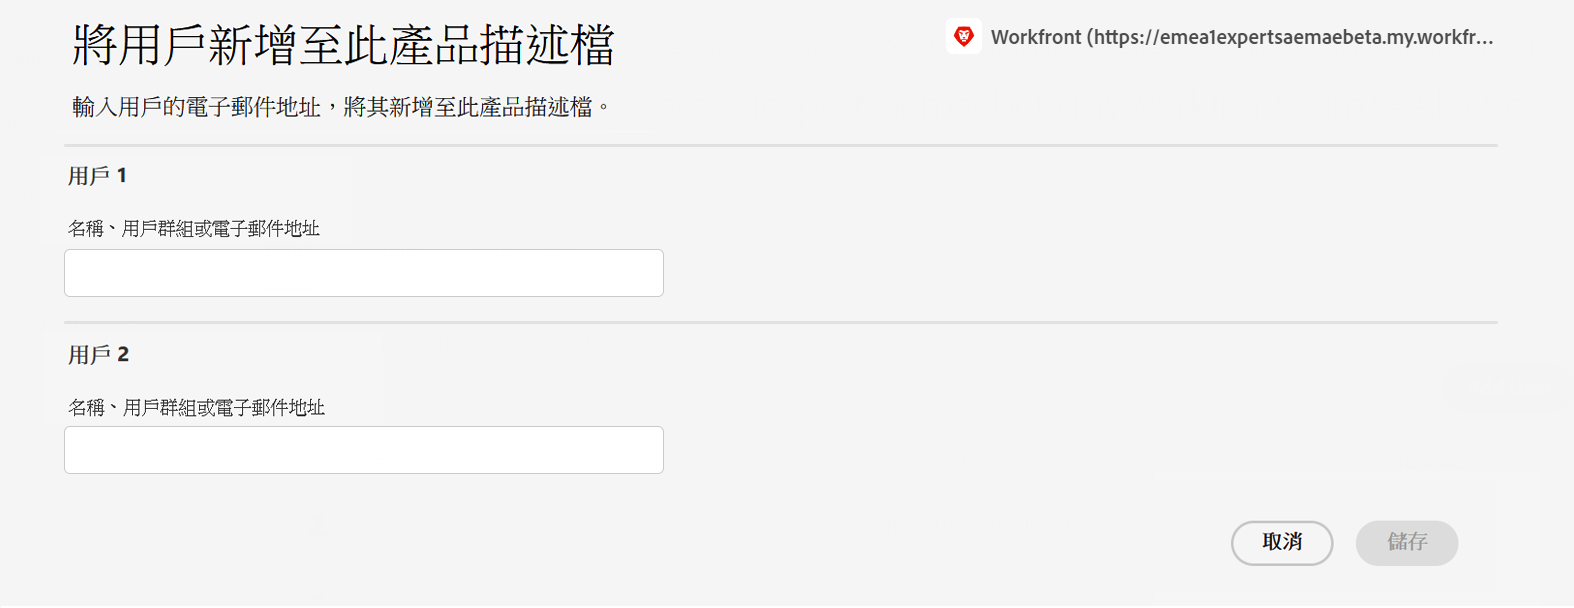 將用戶新增至此產品描述檔
Workfront (https://emea1expertsaemaebeta.my.workfr...
輸入用戶的電子郵件地址，將其新增至此產品描述檔。
用戶 1
名稱、用戶群組或電子郵件地址
用戶 2
名稱、用戶群組或電子郵件地址
取消
儲存